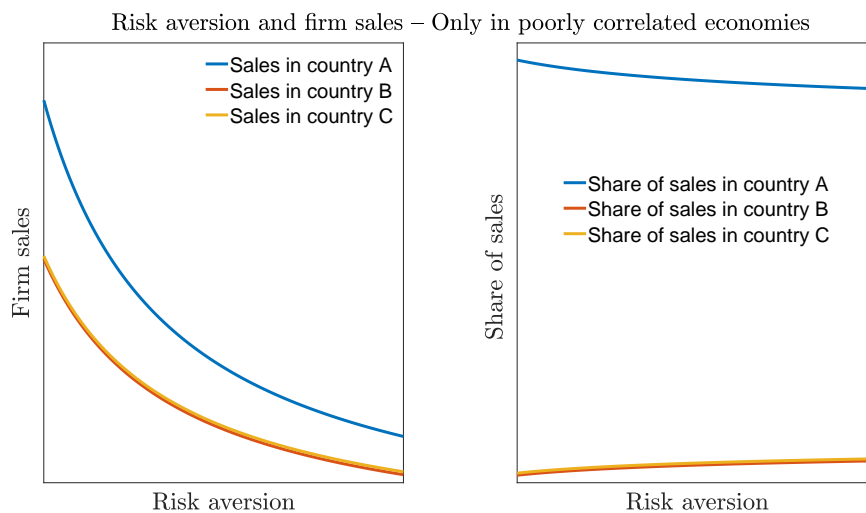 Risk aversion and firm sales – Only in poorly correlated economies
Sales in country A
Sales in country B
Sales in country C
Firm sales
Risk aversion
Share of sales in country A
Share of sales in country B
Share of sales in country C
Share of sales
Risk aversion